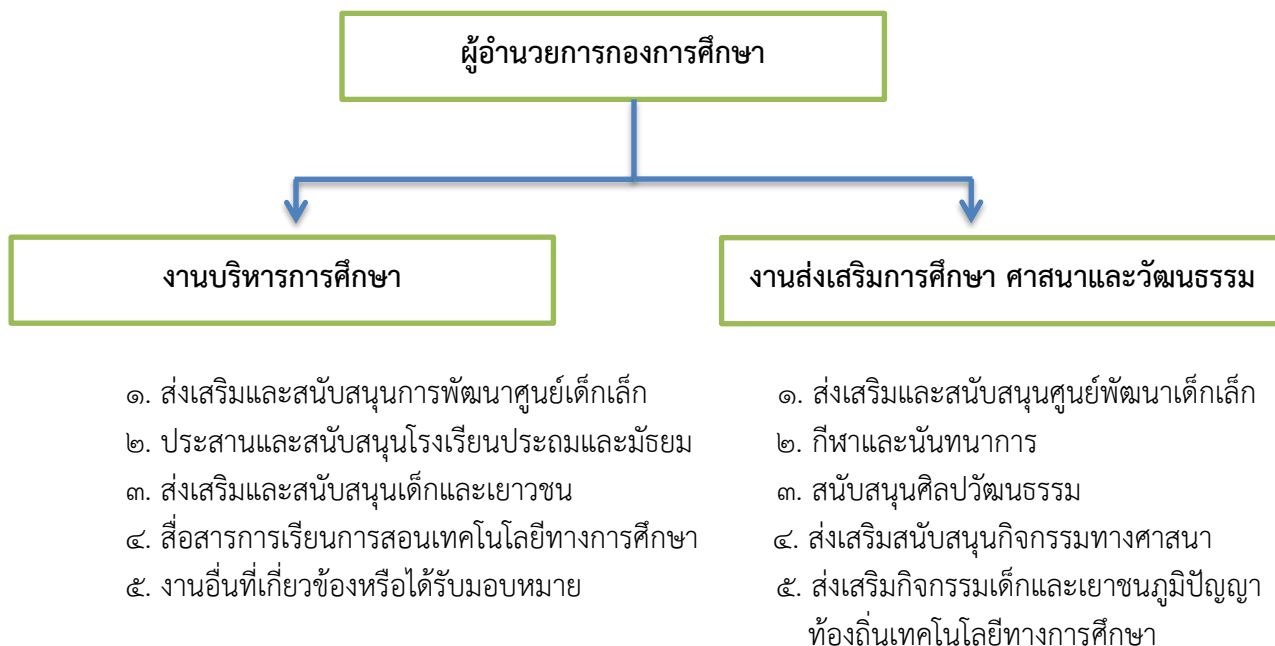 ผู้อำนวยการกองการศึกษา
งานบริหารการศึกษา
๑. ส่งเสริมและสนับสนุนการพัฒนาศูนย์เด็กเล็ก
๒. ประสานและสนับสนุนโรงเรียนประถมและมัธยม
๓. ส่งเสริมและสนับสนุนเด็กและเยาวชน
๔. สื่อสารการเรียนการสอนเทคโนโลยีทางการศึกษา
๕. งานอื่นที่เกี่ยวข้องหรือได้รับมอบหมาย
งานส่งเสริมการศึกษา ศาสนาและวัฒนธรรม
๑. ส่งเสริมและสนับสนุนศูนย์พัฒนาเด็กเล็ก
๒. กีฬาและนันทนาการ
๓. สนับสนุนศิลปวัฒนธรรม
๔. ส่งเสริมสนับสนุนกิจกรรมทางศาสนา
๕. ส่งเสริมกิจกรรมเด็กและเยาชนภูมิปัญญา
ท้องถิ่นเทคโนโลยีทางการศึกษา